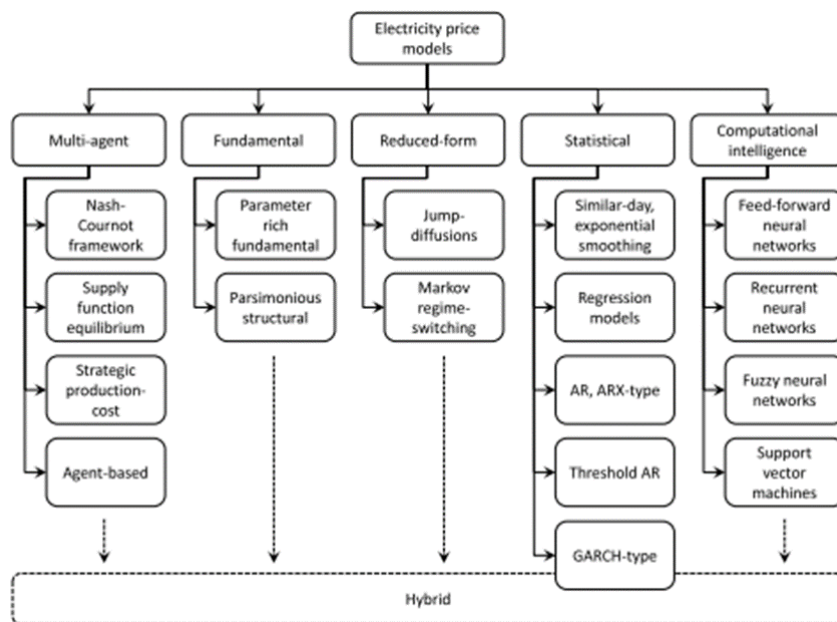 Electricity price
models
Multi-agent
Fundamental
Reduced-form
Statistical
Computational
intelligence
Nash-
Cournot
framework
Supply
function
equilibrium
Strategic
production-
cost
Agent-based
Parameter
rich
fundamental
Parsimonious
structural
Jump-
diffusions
Markov
regime-
switching
Similar-day,
exponential
smoothing
Regression
models
AR, ARX-type
Threshold AR
GARCH-type
Feed-forward
neural
networks
Recurrent
neural
networks
Fuzzy neural
networks
Support
vector
machines
Hybrid